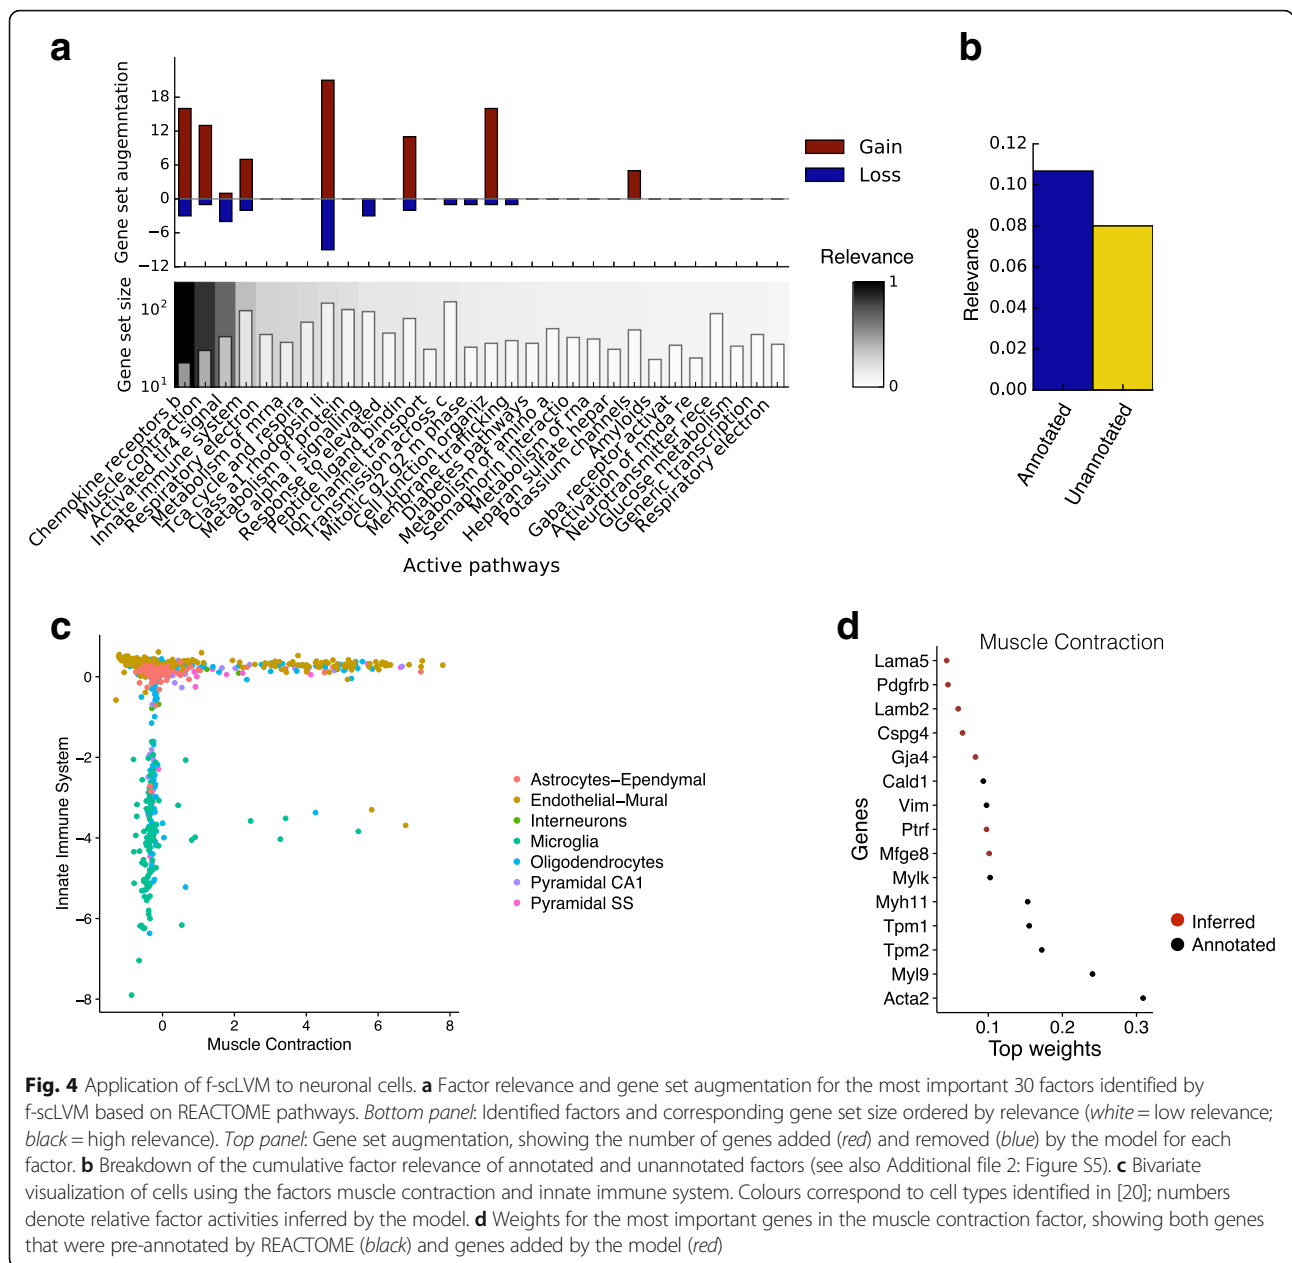 a
b
Gene set augemntation
18
12
6
0
−6
−12
Gain
Loss
Relevance
1
0
Gene set size
10²
10¹
Chemokine receptors b
Muscle contraction
Activated tlr4 signal
Innate Immune system
Respiratory electron
Metabolism of mrna
Tca cycle and respira
Class a1 rhodopsin li
Metabolism of protein
G alpha i signalling
Response to elevated
Peptide ligand bindin
Ion channel transport
Transmission across c
Mitotic g2 g2 m phase
Cell junction organiz
Membrane trafficking
Diabetes pathways
Metabolism of amino a
Semaphorin interactio
Metabolism of rna
Heparan sulfate hepar
Potassium channels
Amyloids
Gaba receptor activat
Activation of nmda re
Neurotransmitter rece
Glucose metabolism
Generic transcription
Respiratory electron
Active pathways
Relevance
0.12
0.10
0.08
0.06
0.04
0.02
0.00
Annotated
Unannotated
c
Innate Immune System
0
−2
−4
−6
−8
0 2 4 6 8
Muscle Contraction
Astrocytes−Ependymal
Endothelial−Mural
Interneurons
Microglia
Oligodendrocytes
Pyramidal CA1
Pyramidal SS
d
Muscle Contraction
Genes
Lama5
Pdgfrb
Lamb2
Cspg4
Gja4
Cald1
Vim
Ptrf
Mfge8
Mylk
Myh11
Tpm1
Tpm2
Myl9
Acta2
0.1 0.2 0.3
Top weights
Inferred
Annotated
Fig. 4 Application of f-scLVM to neuronal cells. a Factor relevance and gene set augmentation for the most important 30 factors identified by
f-scLVM based on REACTOME pathways. Bottom panel: Identified factors and corresponding gene set size ordered by relevance (white = low relevance;
black = high relevance). Top panel: Gene set augmentation, showing the number of genes added (red) and removed (blue) by the model for each
factor. b Breakdown of the cumulative factor relevance of annotated and unannotated factors (see also Additional file 2: Figure S5). c Bivariate
visualization of cells using the factors muscle contraction and innate immune system. Colours correspond to cell types identified in [20]; numbers
denote relative factor activities inferred by the model. d Weights for the most important genes in the muscle contraction factor, showing both genes
that were pre-annotated by REACTOME (black) and genes added by the model (red)